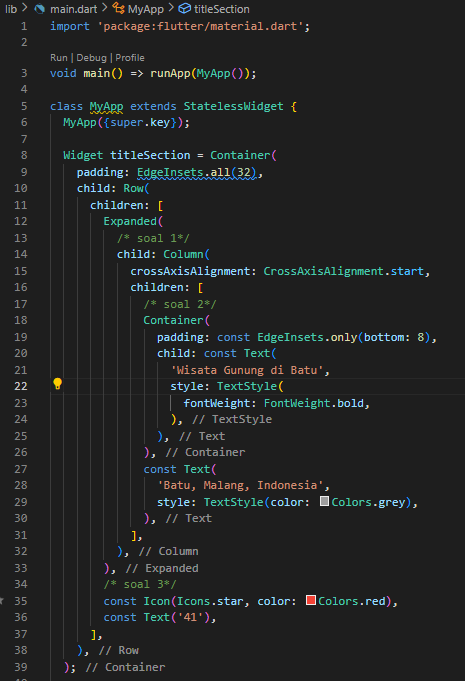 lib > main.dart > MyApp > titleSection
1 import 'package:flutter/material.dart';
2
Run | Debug | Profile
3 void main() => runApp(MyApp());
4
5 class MyApp extends StatelessWidget {
6   MyApp({super.key});
7
8   Widget titleSection = Container(
9     padding: EdgeInsets.all(32),
10     child: Row(
11       children: [
12         Expanded(
13           /* soal 1*/
14           child: Column(
15             crossAxisAlignment: CrossAxisAlignment.start,
16             children: [
17               /* soal 2*/
18               Container(
19                 padding: const EdgeInsets.only(bottom: 8),
20                 child: const Text(
21                   'Wisata Gunung di Batu',
22                   style: TextStyle(
23                     fontWeight: FontWeight.bold,
24                   ), // TextStyle
25                 ), // Text
26               ), // Container
27               const Text(
28                 'Batu, Malang, Indonesia',
29                 style: TextStyle(color: Colors.grey),
30               ), // Text
31             ],
32           ), // Column
33         ), // Expanded
34         /* soal 3*/
35         const Icon(Icons.star, color: Colors.red),
36         const Text('41'),
37       ],
38     ), // Row
39   ); // Container